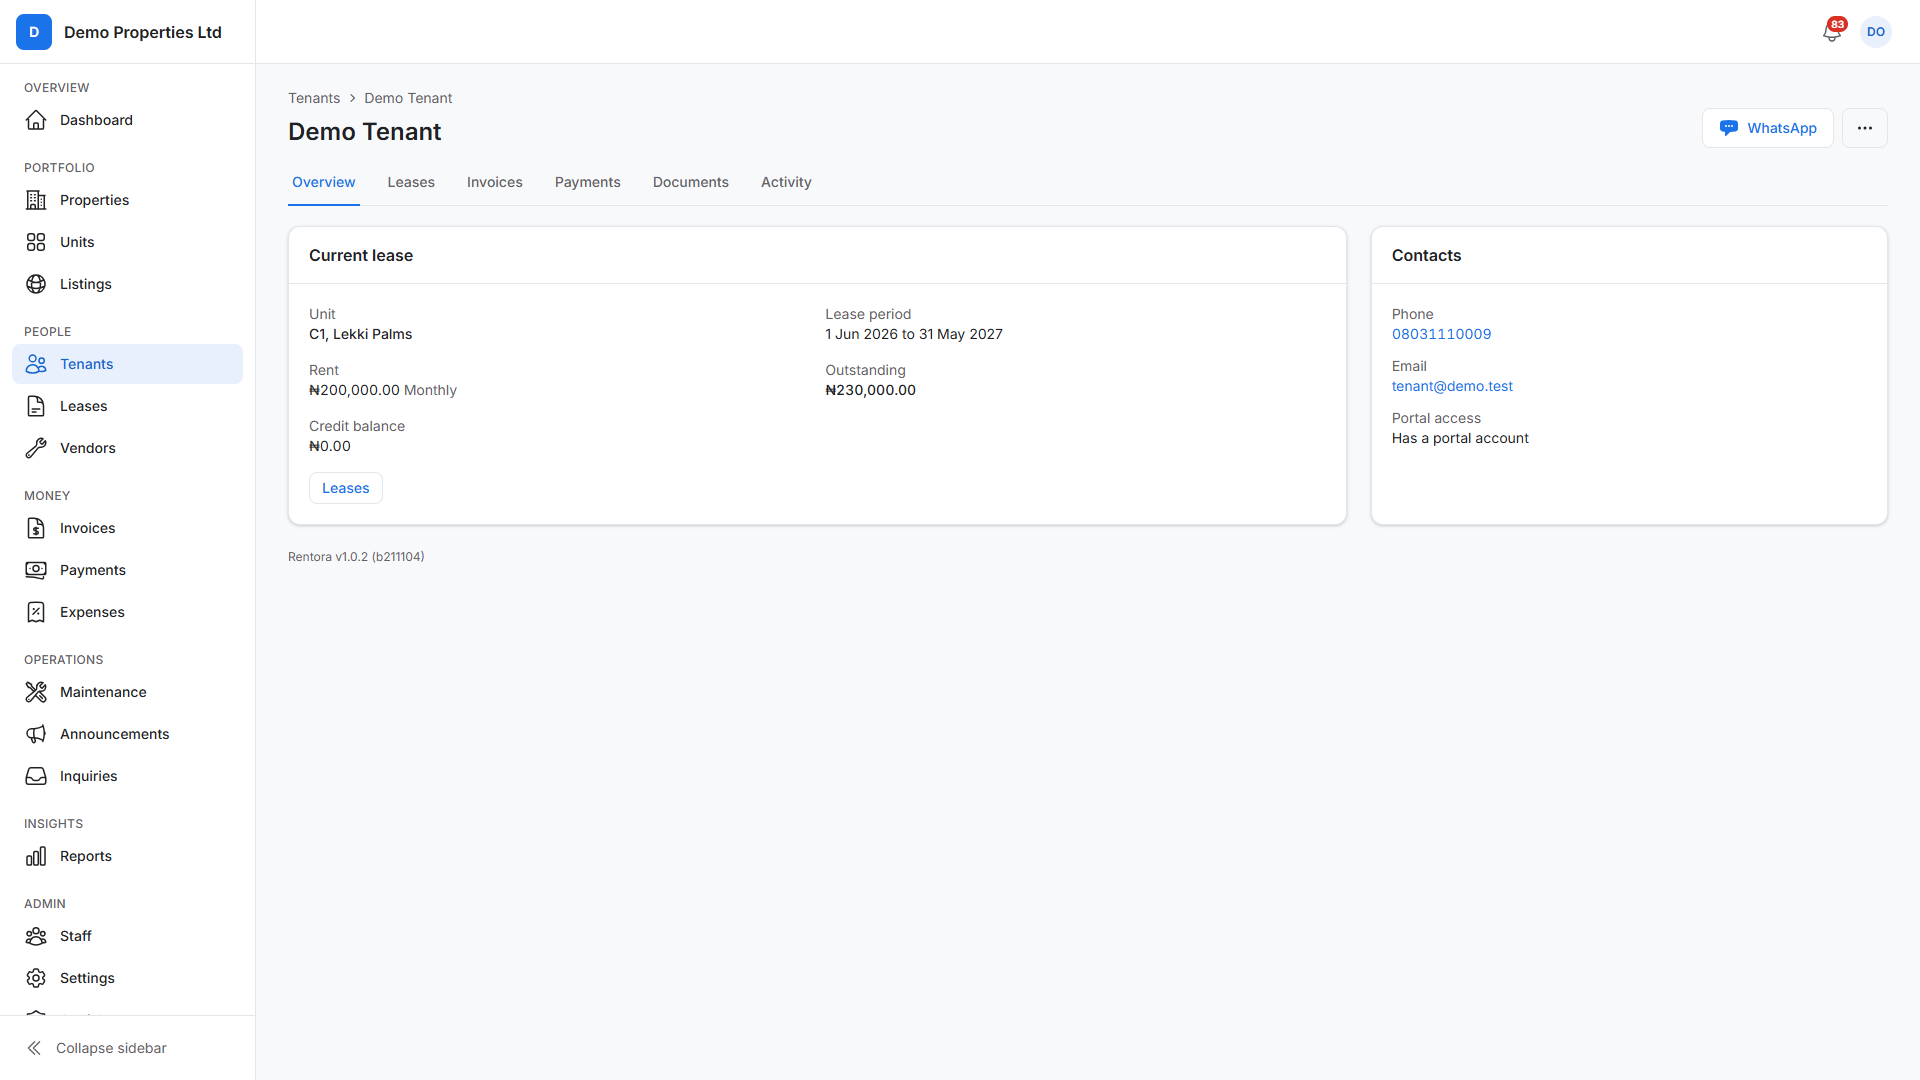 D Demo Properties Ltd
83
DO
OVERVIEW
Dashboard
PORTFOLIO
Properties
Units
Listings
PEOPLE
Tenants
Leases
Vendors
MONEY
Invoices
Payments
Expenses
OPERATIONS
Maintenance
Announcements
Inquiries
INSIGHTS
Reports
ADMIN
Staff
Settings
Collapse sidebar
Tenants > Demo Tenant
Demo Tenant
WhatsApp
Overview Leases Invoices Payments Documents Activity
Current lease
Unit
C1, Lekki Palms
Lease period
1 Jun 2026 to 31 May 2027
Rent
₦200,000.00 Monthly
Outstanding
₦230,000.00
Credit balance
₦0.00
Leases
Contacts
Phone
08031110009
Email
tenant@demo.test
Portal access
Has a portal account
Rentora v1.0.2 (b211104)